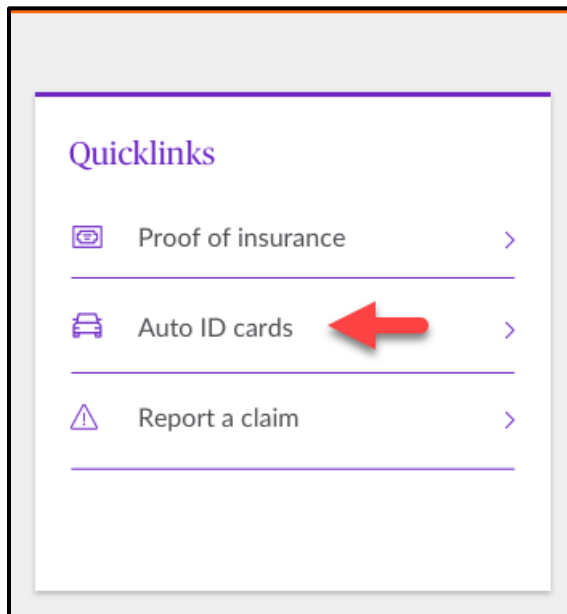 Quicklinks
Proof of insurance
Auto ID cards
Report a claim